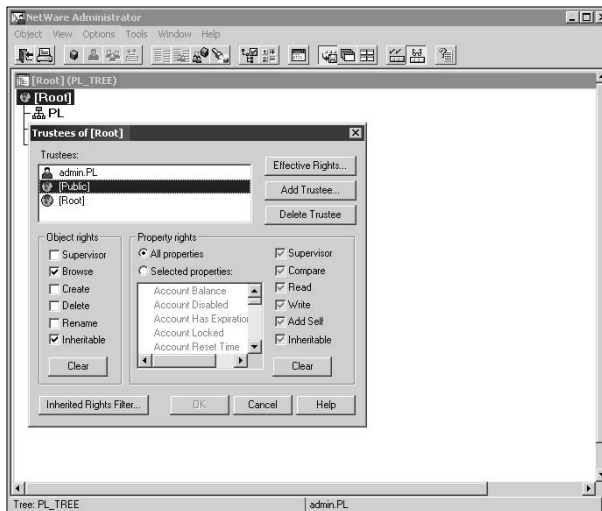 NetWare Administrator
Object View Options Tools Window Help
[Root] (PL_TREE)
[Root]
PL
Trustees of [Root]
Trustees:
admin.PL
[Public]
[Root]
Effective Rights...
Add Trustee...
Delete Trustee
Object rights
Supervisor
Browse
Create
Delete
Rename
Inheritable
Clear
Property rights
All properties
Selected properties:
Account Balance
Account Disabled
Account Has Expiration
Account Locked
Account Reset Time
Supervisor
Compare
Read
Write
Add Self
Inheritable
Clear
Inherited Rights Filter...
OK
Cancel
Help
Tree: PL_TREE
admin.PL